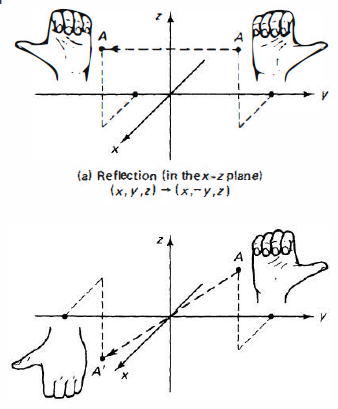 z
A
A
y
x
(a) Reflection (in the x-z plane)
(x, y, z) → (x, -y, z)
z
A
y
A'
x